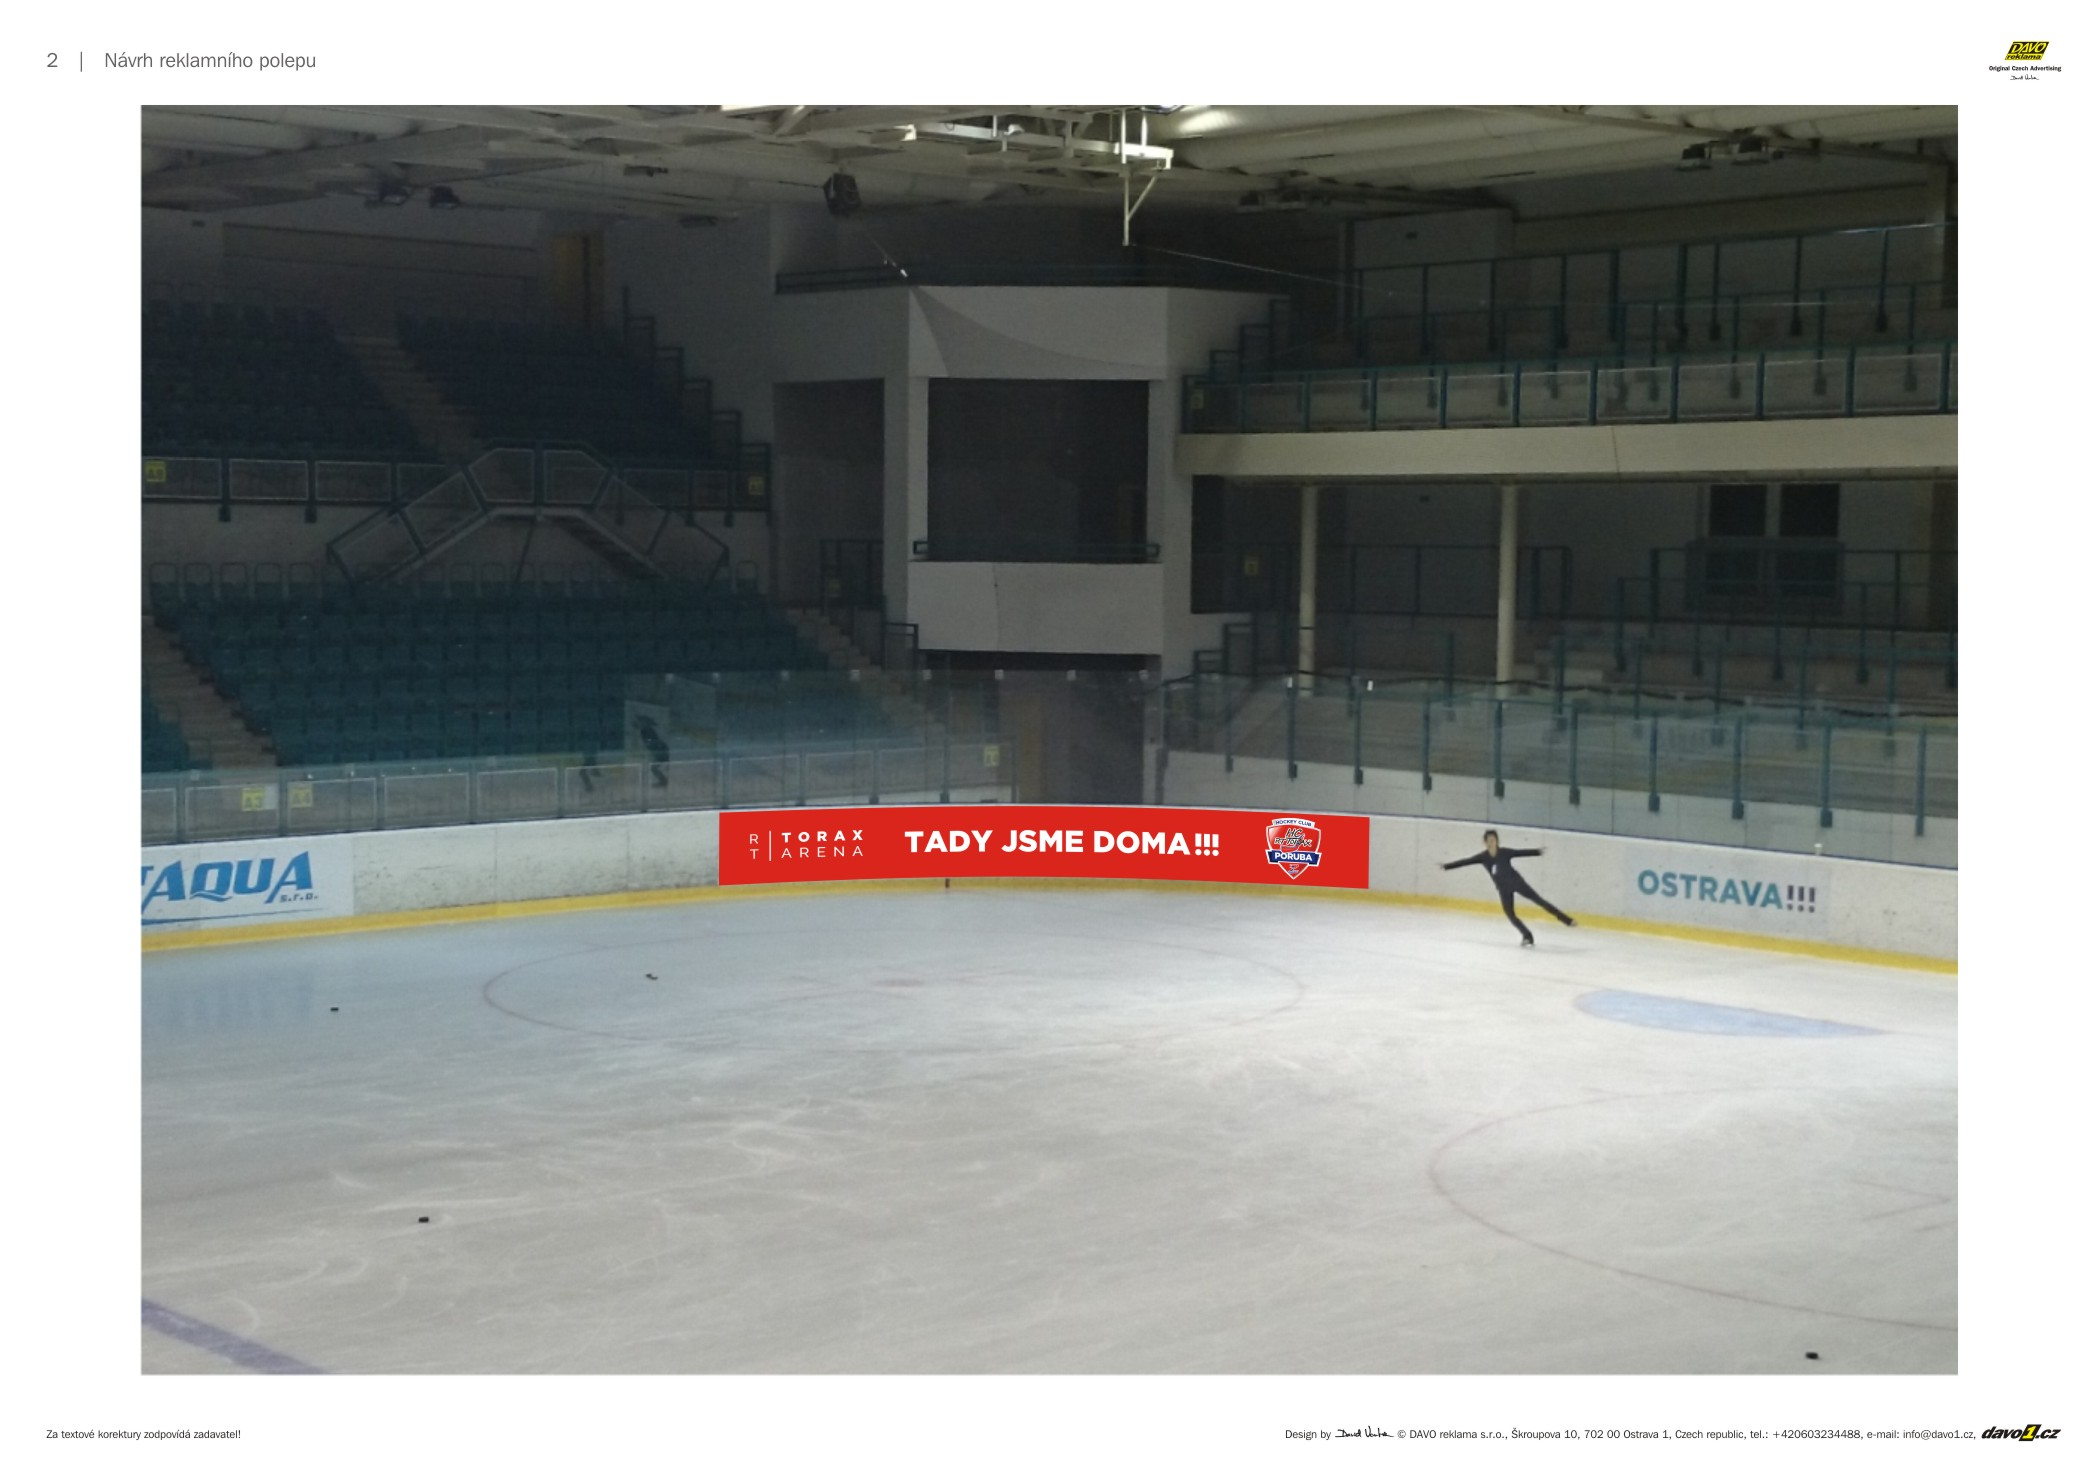 2 | Návrh reklamního polepu
DAVO
reklama
Original Czech Advertising
R TORAX
T ARENA
TADY JSME DOMA!!!
HOCKEY CLUB
HC
PORUBA
AQUA
s.r.o.
OSTRAVA!!!
Za textové korektury zodpovídá zadavatel!
Design by © DAVO reklama s.r.o., Škroupova 10, 702 00 Ostrava 1, Czech republic, tel.: +420603234488, e-mail: info@davo1.cz, davo1.cz